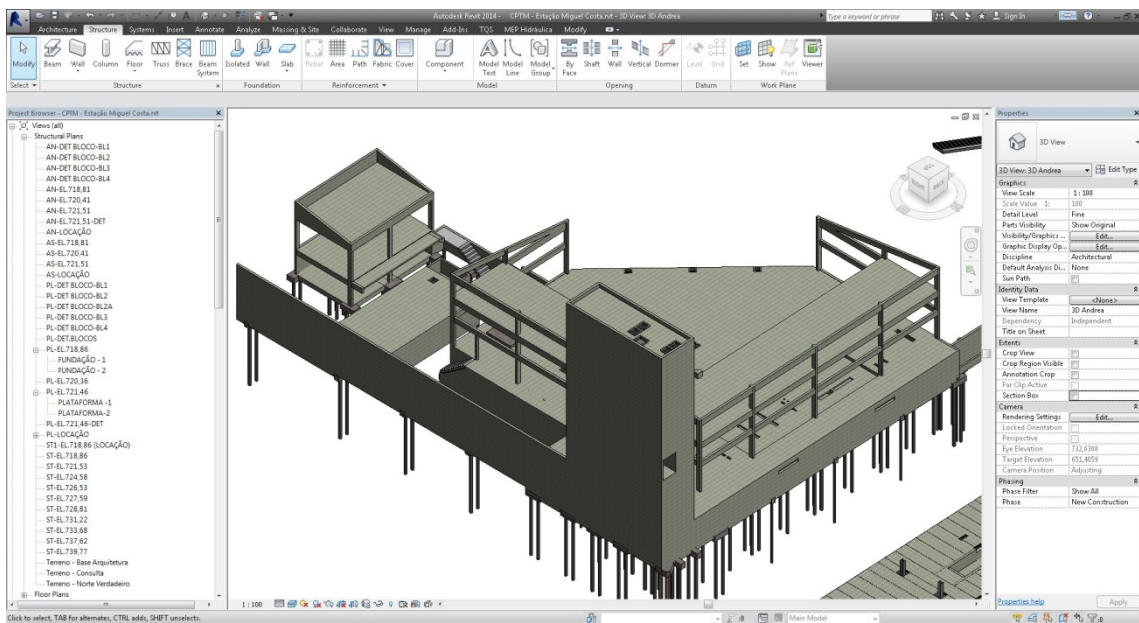 Autodesk Revit 2014 - CPTM - Estação Miguel Costa.rvt - 3D View: 3D Andrea
Type a keyword or phrase
Sign In
Architecture Structure Systems Insert Annotate Analyze Massing & Site Collaborate View Manage Add-Ins TQS MEP Hidráulica Modify
Modify Beam Wall Column Floor Truss Brace Beam System Isolated Wall Slab Rebar Area Path Fabric Cover Component Model Text Model Line Model Group By Face Shaft Wall Vertical Dormer Level Grid Set Show Ref Plane Viewer
Select Structure Foundation Reinforcement Model Opening Datum Work Plane
Project Browser - CPTM - Estação Miguel Costa.rvt
Views (all)
Structural Plans
AN-DET BLOCO-BL1
AN-DET BLOCO-BL2
AN-DET BLOCO-BL3
AN-DET BLOCO-BL4
AN-EL.718,81
AN-EL.720,41
AN-EL.721,51
AN-EL.721,51-DET
AN-LOCAÇÃO
AS-EL.718,81
AS-EL.720,41
AS-EL.721,51
AS-LOCAÇÃO
PL-DET BLOCO-BL1
PL-DET BLOCO-BL2
PL-DET BLOCO-BL2A
PL-DET BLOCO-BL3
PL-DET BLOCO-BL4
PL-DET.BLOCOS
PL-EL.718,86
FUNDAÇÃO - 1
FUNDAÇÃO - 2
PL-EL.720,36
PL-EL.721,46
PLATAFORMA -1
PLATAFORMA-2
PL-EL.721,46-DET
PL-LOCAÇÃO
ST1-EL.718,86 (LOCAÇÃO)
ST-EL.718,86
ST-EL.721,53
ST-EL.724,58
ST-EL.726,53
ST-EL.727,59
ST-EL.728,81
ST-EL.731,22
ST-EL.733,68
ST-EL.737,62
ST-EL.739,77
Terreno - Base Arquitetura
Terreno - Consulta
Terreno - Norte Verdadeiro
Floor Plans
1 : 100
Properties
3D View
3D View: 3D Andrea Edit Type
Graphics
View Scale 1 : 100
Scale Value 1: 100
Detail Level Fine
Parts Visibility Show Original
Visibility/Graphics ... Edit...
Graphic Display Op... Edit...
Discipline Architectural
Default Analysis Di... None
Sun Path
Identity Data
View Template <None>
View Name 3D Andrea
Dependency Independent
Title on Sheet
Extents
Crop View
Crop Region Visible
Annotation Crop
Far Clip Active
Section Box
Camera
Rendering Settings Edit...
Locked Orientation
Perspective
Eye Elevation 732,6368
Target Elevation 651,4059
Camera Position Adjusting
Phasing
Phase Filter Show All
Phase New Construction
Properties help Apply
Click to select, TAB for alternates, CTRL adds, SHIFT unselects.
Main Model